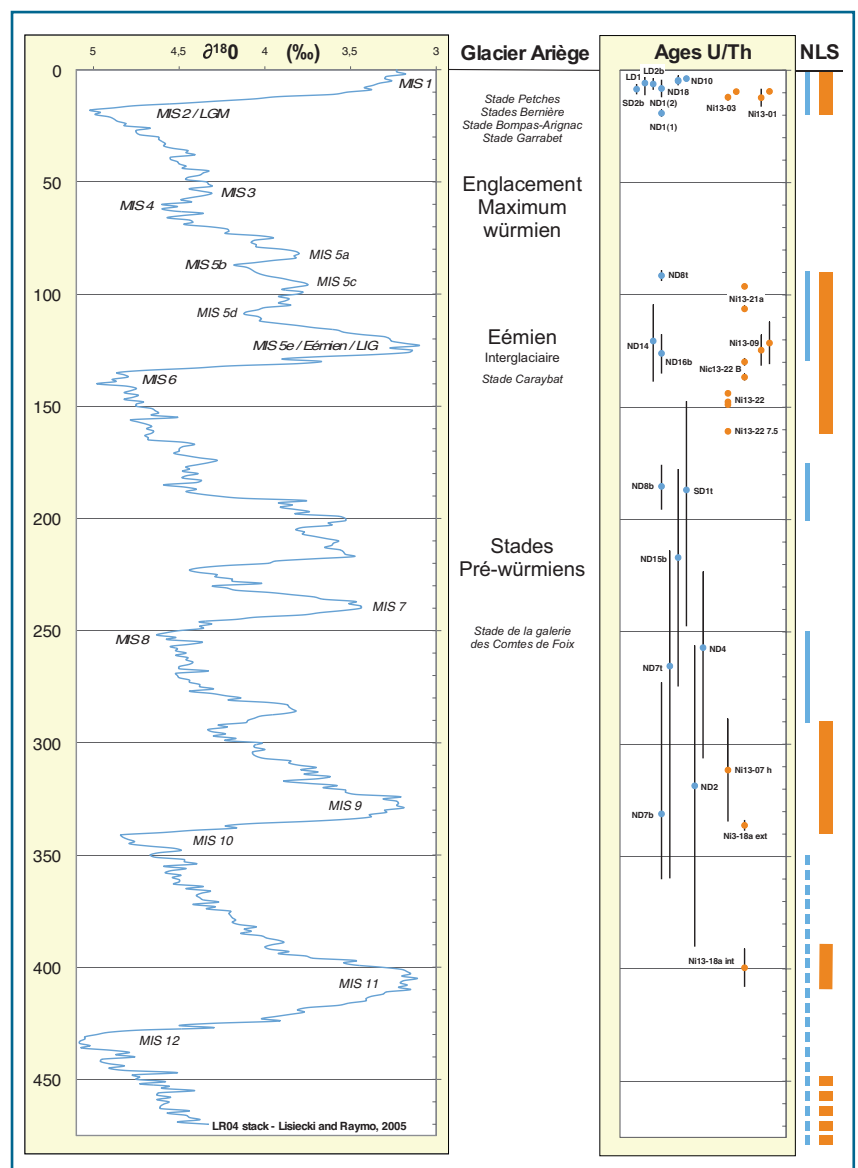 5 4,5 ∂18O 4 (‰) 3,5 3
Glacier Ariège
Ages U/Th
NLS
0
50
100
150
200
250
300
350
400
450
MIS 1
MIS 2 / LGM
MIS 3
MIS 4
MIS 5a
MIS 5b
MIS 5c
MIS 5d
MIS 5e / Eémien / LIG
MIS 6
MIS 7
MIS 8
MIS 9
MIS 10
MIS 11
MIS 12
LR04 stack - Lisiecki and Raymo, 2005
Stade Petches
Stades Bernière
Stade Bompas-Arignac
Stade Garrabet
Englacement
Maximum
würmien
Eémien
Interglaciaire
Stade Caraybat
Stades
Pré-würmiens
Stade de la galerie
des Comtes de Foix
LD2b
LD1
ND10
ND18
SD2b
ND1(2)
ND1(1)
Ni13-03
Ni13-01
ND8t
Ni13-21a
ND14
ND16b
Ni13-09
Nic13-22 B
Ni13-22
Ni13-22 7.5
ND8b
SD1t
ND15b
ND4
ND7t
Ni13-07 h
ND2
ND7b
Ni3-18a ext
Ni13-18a int